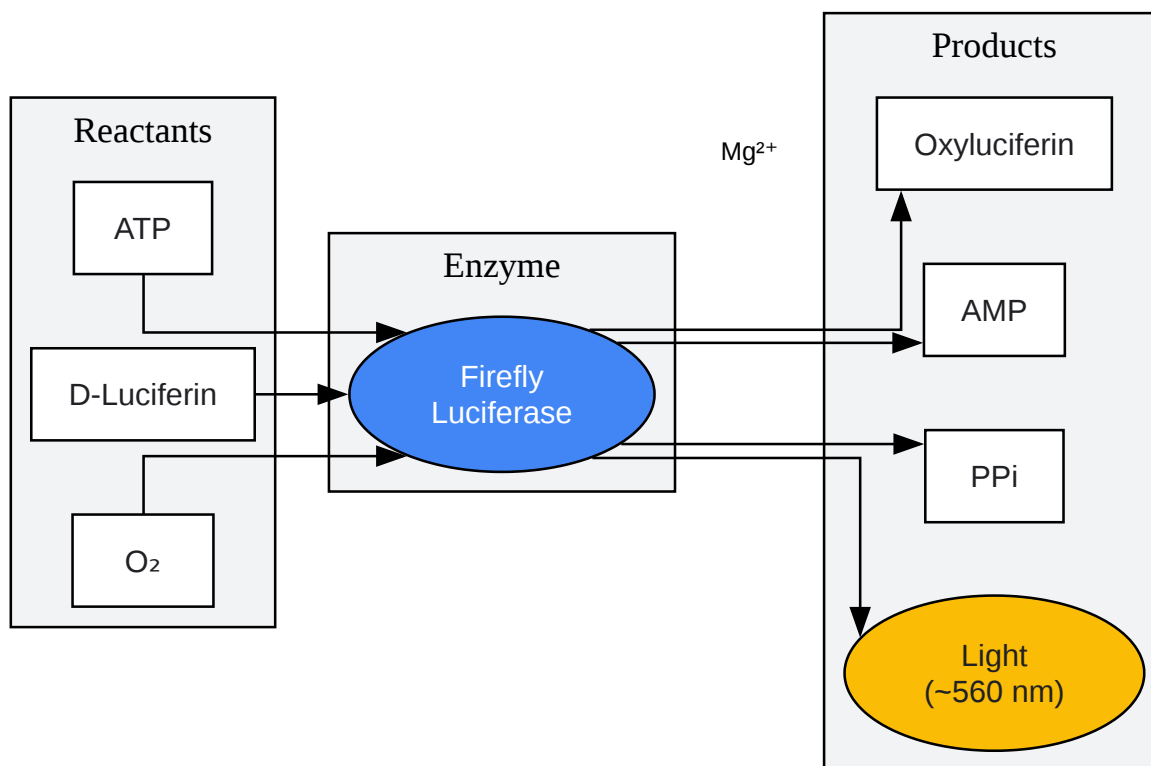 Reactants
ATP
D-Luciferin
O₂
Enzyme
Firefly
Luciferase
Mg²⁺
Products
Oxyluciferin
AMP
PPi
Light
(~560 nm)